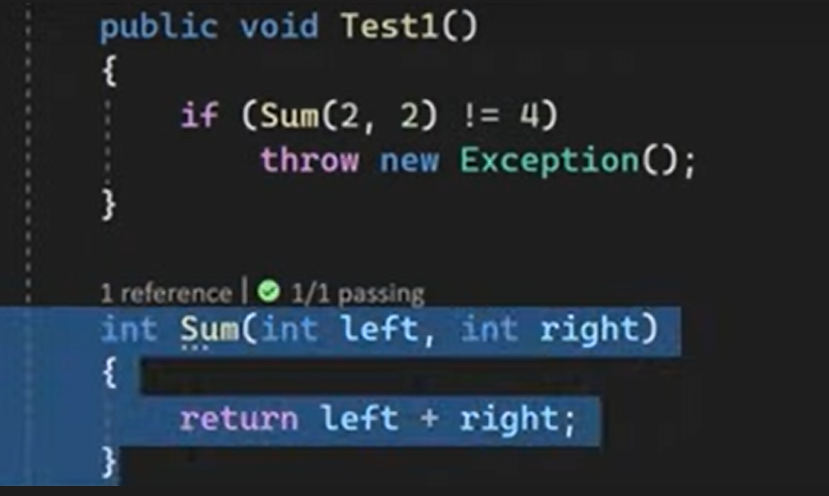 public void Test1()
{
if (Sum(2, 2) != 4)
throw new Exception();
}
1 reference | 1/1 passing
int Sum(int left, int right)
{
return left + right;
}